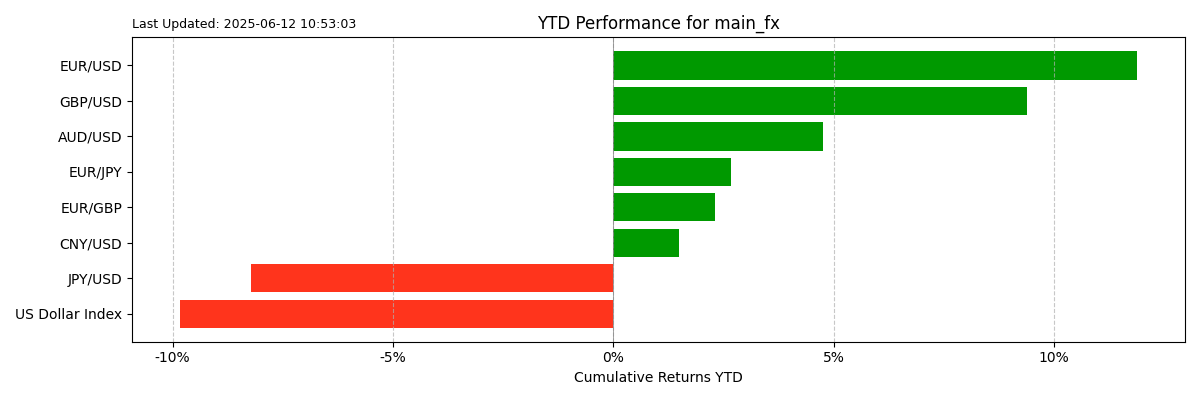 Last Updated: 2025-06-12 10:53:03
YTD Performance for main_fx
EUR/USD
GBP/USD
AUD/USD
EUR/JPY
EUR/GBP
CNY/USD
JPY/USD
US Dollar Index
-10%
-5%
0%
5%
10%
Cumulative Returns YTD